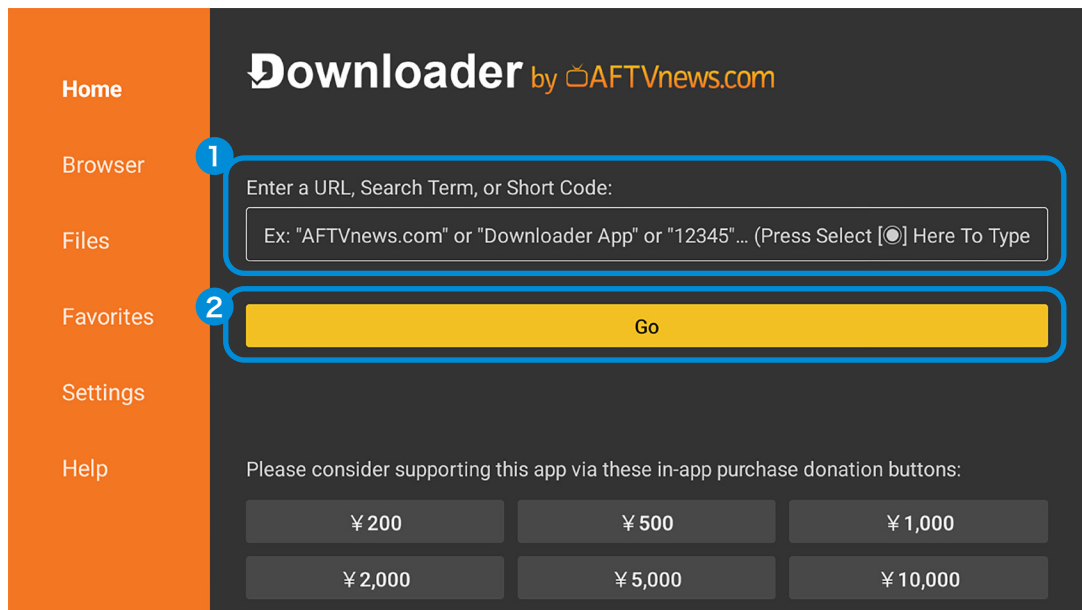 Home
Browser
Files
Favorites
Settings
Help
Downloader by AFTVnews.com
1
Enter a URL, Search Term, or Short Code:
Ex: "AFTVnews.com" or "Downloader App" or "12345"... (Press Select [◉] Here To Type
2
Go
Please consider supporting this app via these in-app purchase donation buttons:
¥200 ¥500 ¥1,000
¥2,000 ¥5,000 ¥10,000